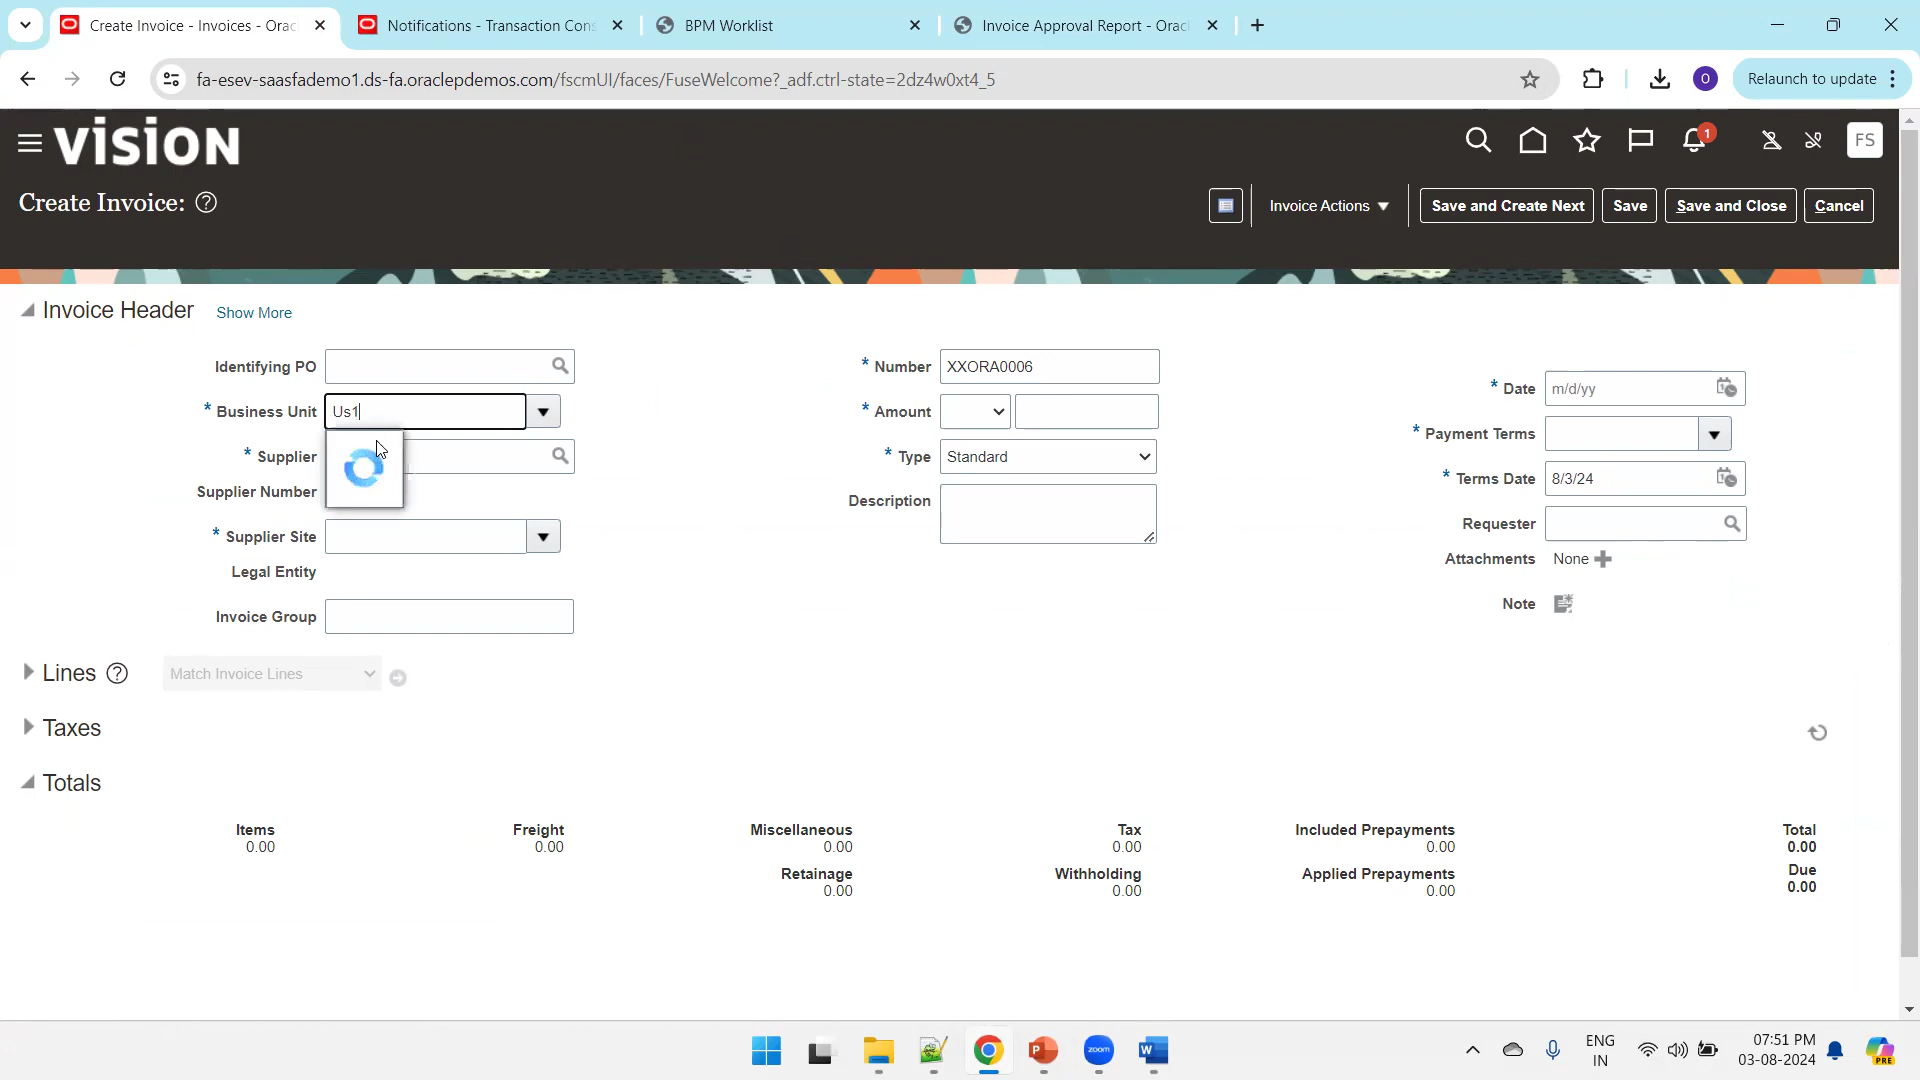 Create Invoice - Invoices - Orac
Notifications - Transaction Cons
BPM Worklist
Invoice Approval Report - Oracl
fa-esev-saasfademo1.ds-fa.oraclepdemos.com/fscmUI/faces/FuseWelcome?_adf.ctrl-state=2dz4w0xt4_5
O
Relaunch to update
vision
1
FS
Create Invoice: ?
Invoice Actions
Save and Create Next
Save
Save and Close
Cancel
Invoice Header
Show More
Identifying PO
* Business Unit Us1
* Supplier
Supplier Number
* Supplier Site
Legal Entity
Invoice Group
* Number XXORA0006
* Amount
* Type Standard
Description
* Date m/d/yy
* Payment Terms
* Terms Date 8/3/24
Requester
Attachments None
Note
Lines ? Match Invoice Lines
Taxes
Totals
Items Freight Miscellaneous Tax Included Prepayments Total
0.00 0.00 0.00 0.00 0.00 0.00
Retainage Withholding Applied Prepayments Due
0.00 0.00 0.00 0.00
zoom
ENG
IN
07:51 PM
03-08-2024
PRE